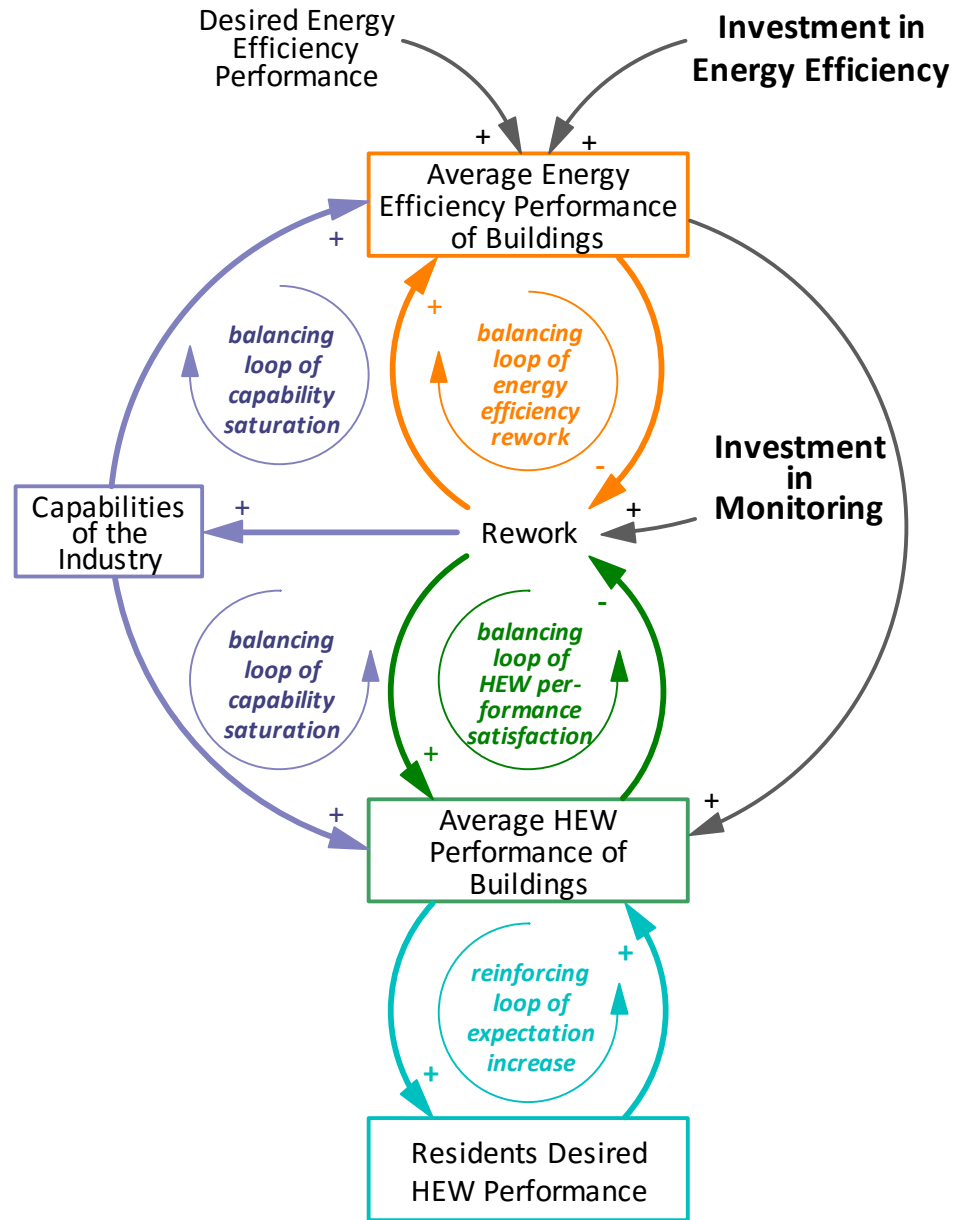 Desired Energy
Efficiency
Performance
Investment in
Energy Efficiency
+
+
Average Energy
Efficiency Performance
of Buildings
+
+
balancing
loop of
capability
saturation
balancing
loop of
energy
efficiency
rework
-
Investment
in
Monitoring
Capabilities
of the
Industry
+
Rework
+
-
balancing
loop of
capability
saturation
balancing
loop of
HEW per-
formance
satisfaction
+
+
+
Average HEW
Performance of
Buildings
+
reinforcing
loop of
expectation
increase
+
Residents Desired
HEW Performance